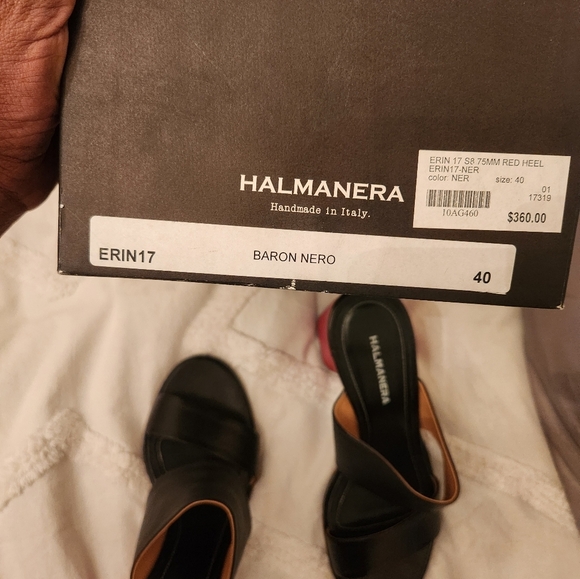 ERIN 17 S8 75MM RED HEEL
ERIN17-NER
color: NER size: 40
01
17319
10AG460
$360.00
HALMANERA
Handmade in Italy.
ERIN17 BARON NERO 40
HALMANERA